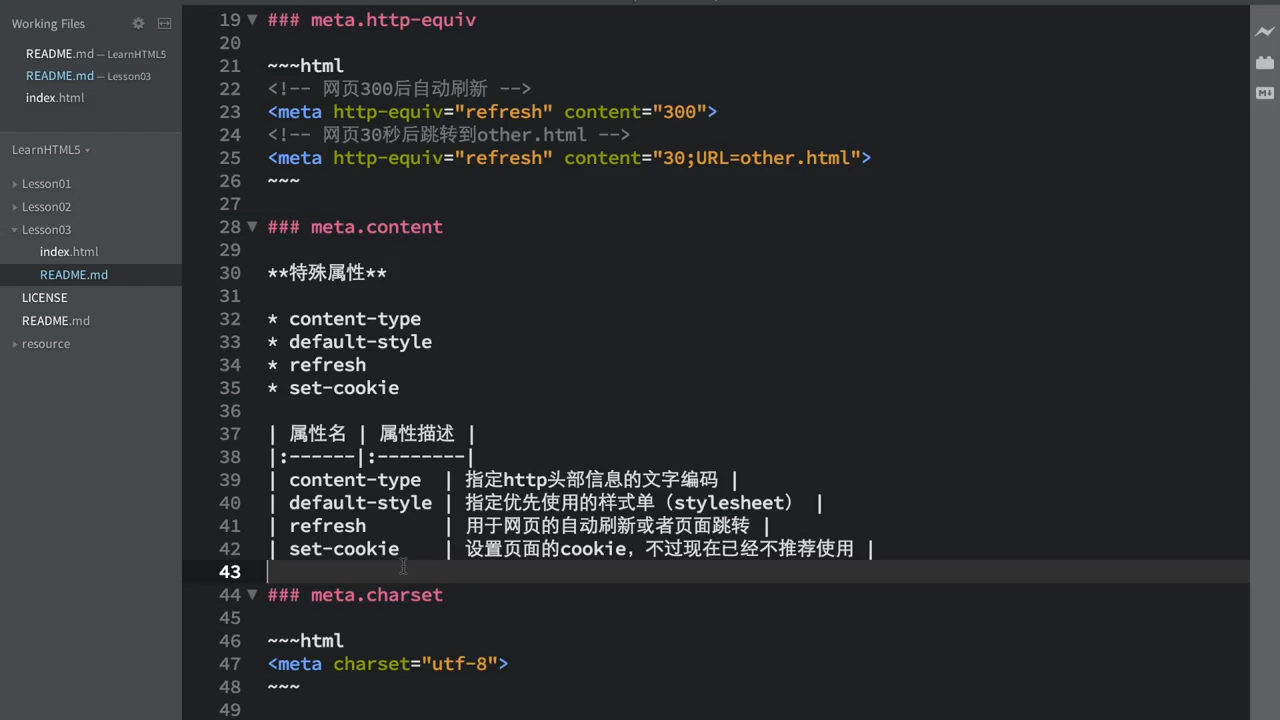 Working Files
README.md — LearnHTML5
README.md — Lesson03
index.html
LearnHTML5
Lesson01
Lesson02
Lesson03
index.html
README.md
LICENSE
README.md
resource
19 ### meta.http-equiv
20
21 ~~~html
22 <!-- 网页300后自动刷新 -->
23 <meta http-equiv="refresh" content="300">
24 <!-- 网页30秒后跳转到other.html -->
25 <meta http-equiv="refresh" content="30;URL=other.html">
26 ~~~
27
28 ### meta.content
29
30 **特殊属性**
31
32 * content-type
33 * default-style
34 * refresh
35 * set-cookie
36
37 | 属性名 | 属性描述 |
38 |:------|:--------|
39 | content-type  | 指定http头部信息的文字编码 |
40 | default-style | 指定优先使用的样式单（stylesheet） |
41 | refresh       | 用于网页的自动刷新或者页面跳转 |
42 | set-cookie    | 设置页面的cookie，不过现在已经不推荐使用 |
43
44 ### meta.charset
45
46 ~~~html
47 <meta charset="utf-8">
48 ~~~
49
M↓